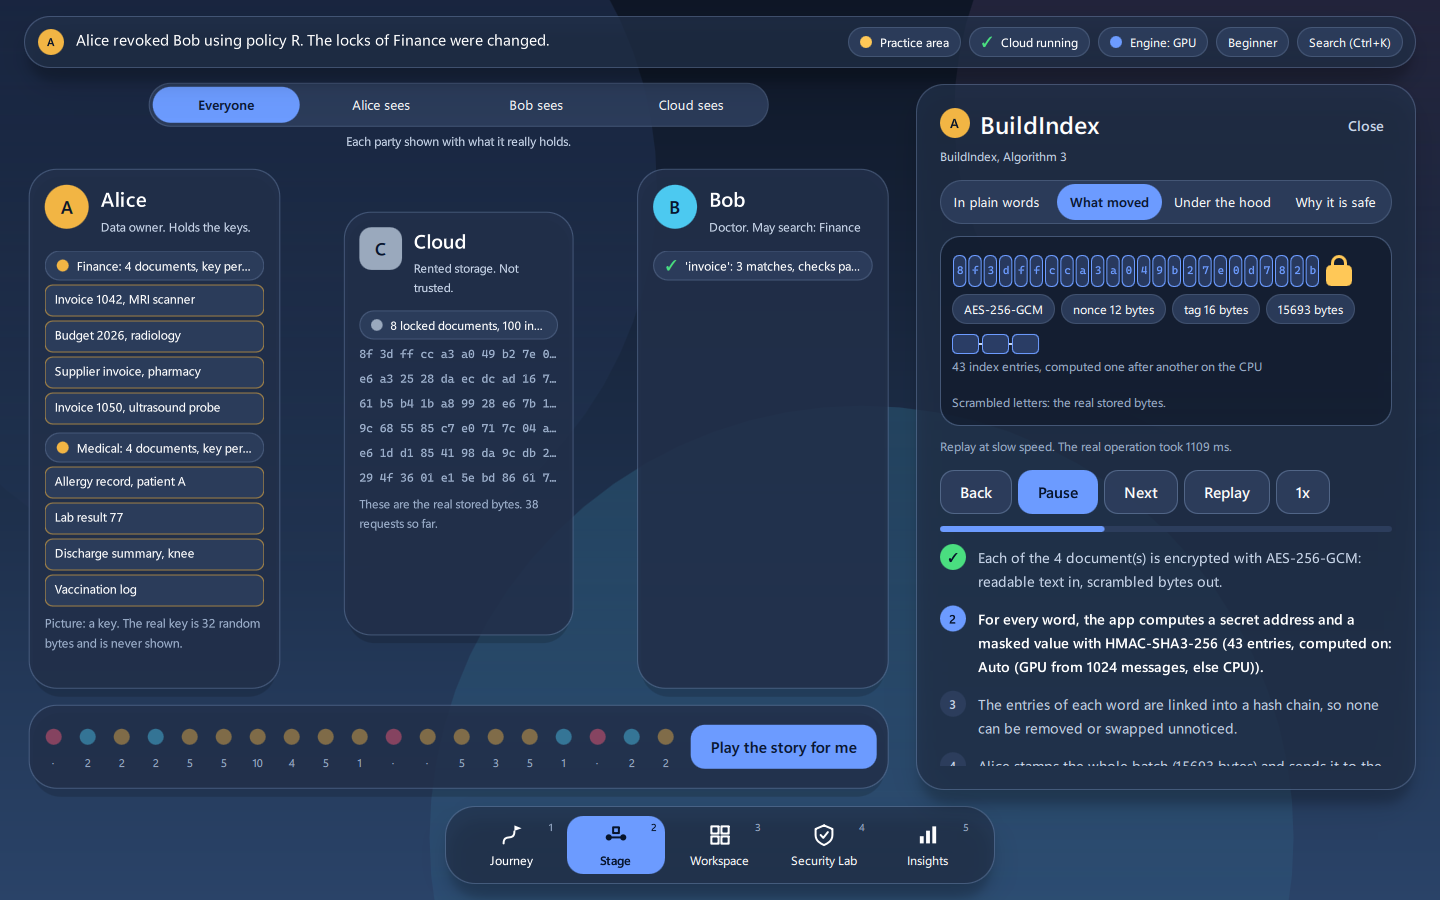 A Alice revoked Bob using policy R. The locks of Finance were changed.
Practice area
Cloud running
Engine: GPU
Beginner
Search (Ctrl+K)
Everyone
Alice sees
Bob sees
Cloud sees
Each party shown with what it really holds.
A
Alice
Data owner. Holds the keys.
Finance: 4 documents, key per...
Invoice 1042, MRI scanner
Budget 2026, radiology
Supplier invoice, pharmacy
Invoice 1050, ultrasound probe
Medical: 4 documents, key per...
Allergy record, patient A
Lab result 77
Discharge summary, knee
Vaccination log
Picture: a key. The real key is 32 random
bytes and is never shown.
C
Cloud
Rented storage. Not
trusted.
8 locked documents, 100 in...
8f 3d ff cc a3 a0 49 b2 7e 0...
e6 a3 25 28 da ec dc ad 16 7...
61 b5 b4 1b a8 99 28 e6 7b 1...
9c 68 55 85 c7 e0 71 7c 04 a...
e6 1d d1 85 41 98 da 9c db 2...
29 4f 36 01 e1 5e bd 86 61 7...
These are the real stored bytes. 38
requests so far.
B
Bob
Doctor. May search: Finance
'invoice': 3 matches, checks pa...
- 2 2 2 5 5 10 4 5 1 - - 5 3 5 1 - 2 2
Play the story for me
A
BuildIndex
Close
BuildIndex, Algorithm 3
In plain words
What moved
Under the hood
Why it is safe
8 f 3 d f f c c a 3 a 0 4 9 b 2 7 e 0 d 7 8 2 b
AES-256-GCM
nonce 12 bytes
tag 16 bytes
15693 bytes
43 index entries, computed one after another on the CPU
Scrambled letters: the real stored bytes.
Replay at slow speed. The real operation took 1109 ms.
Back
Pause
Next
Replay
1x
Each of the 4 document(s) is encrypted with AES-256-GCM:
readable text in, scrambled bytes out.
2 For every word, the app computes a secret address and a
masked value with HMAC-SHA3-256 (43 entries, computed on:
Auto (GPU from 1024 messages, else CPU)).
3 The entries of each word are linked into a hash chain, so none
can be removed or swapped unnoticed.
4 Alice stamps the whole batch (15693 bytes) and sends it to the
Journey 1
Stage 2
Workspace 3
Security Lab 4
Insights 5